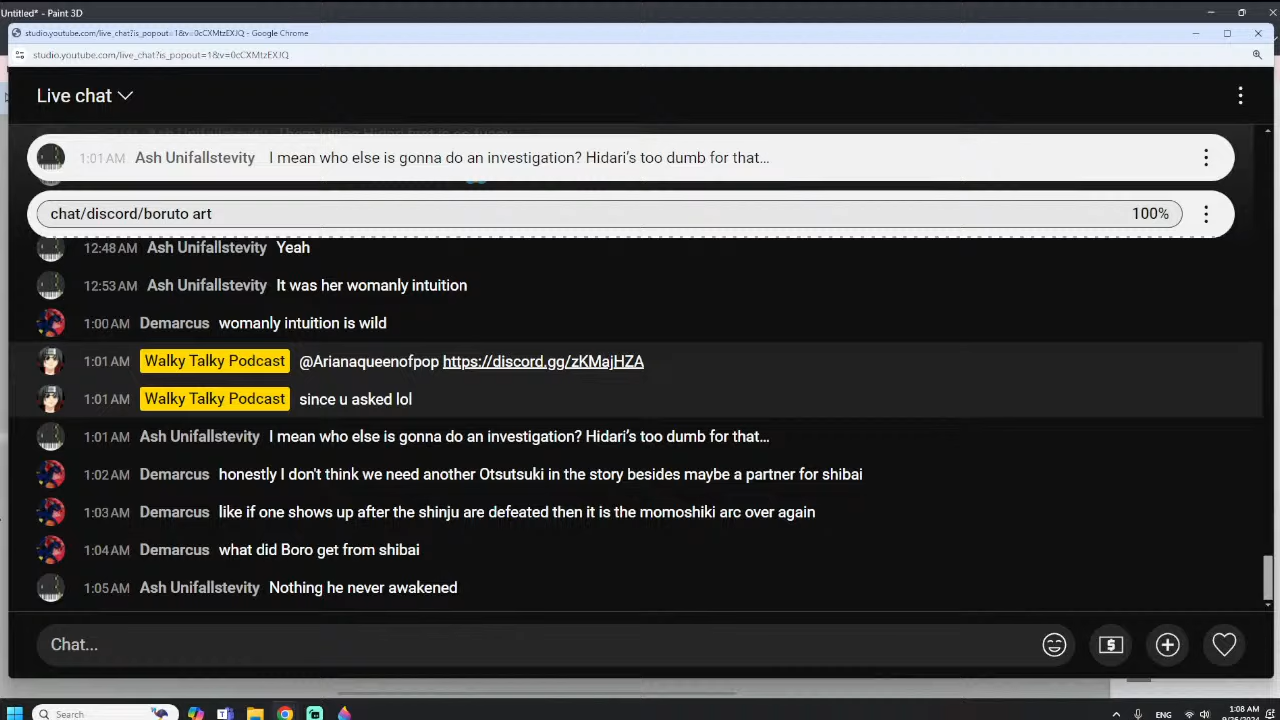 Untitled* - Paint 3D
studio.youtube.com/live_chat?is_popout=1&v=0cCXMtzEXJQ - Google Chrome
studio.youtube.com/live_chat?is_popout=1&v=0cCXMtzEXJQ
Live chat
1:01 AM Ash Unifallstevity I mean who else is gonna do an investigation? Hidari's too dumb for that...
chat/discord/boruto art 100%
12:48 AM Ash Unifallstevity Yeah
12:53 AM Ash Unifallstevity It was her womanly intuition
1:00 AM Demarcus womanly intuition is wild
1:01 AM Walky Talky Podcast @Arianaqueenofpop https://discord.gg/zKMajHZA
1:01 AM Walky Talky Podcast since u asked lol
1:01 AM Ash Unifallstevity I mean who else is gonna do an investigation? Hidari's too dumb for that...
1:02 AM Demarcus honestly I don't think we need another Otsutsuki in the story besides maybe a partner for shibai
1:03 AM Demarcus like if one shows up after the shinju are defeated then it is the momoshiki arc over again
1:04 AM Demarcus what did Boro get from shibai
1:05 AM Ash Unifallstevity Nothing he never awakened
Chat...
Search
ENG
1:08 AM